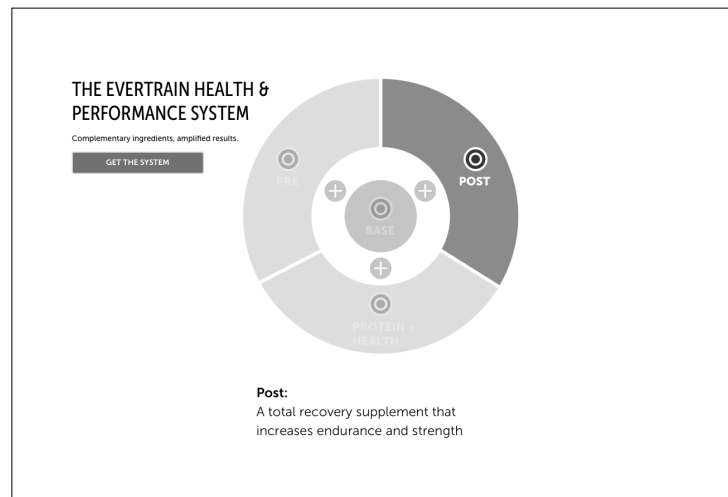 THE EVERTRAIN HEALTH &
PERFORMANCE SYSTEM
Complementary ingredients, amplified results.
GET THE SYSTEM
PRE
POST
BASE
PROTEIN +
HEALTH
Post:
A total recovery supplement that
increases endurance and strength